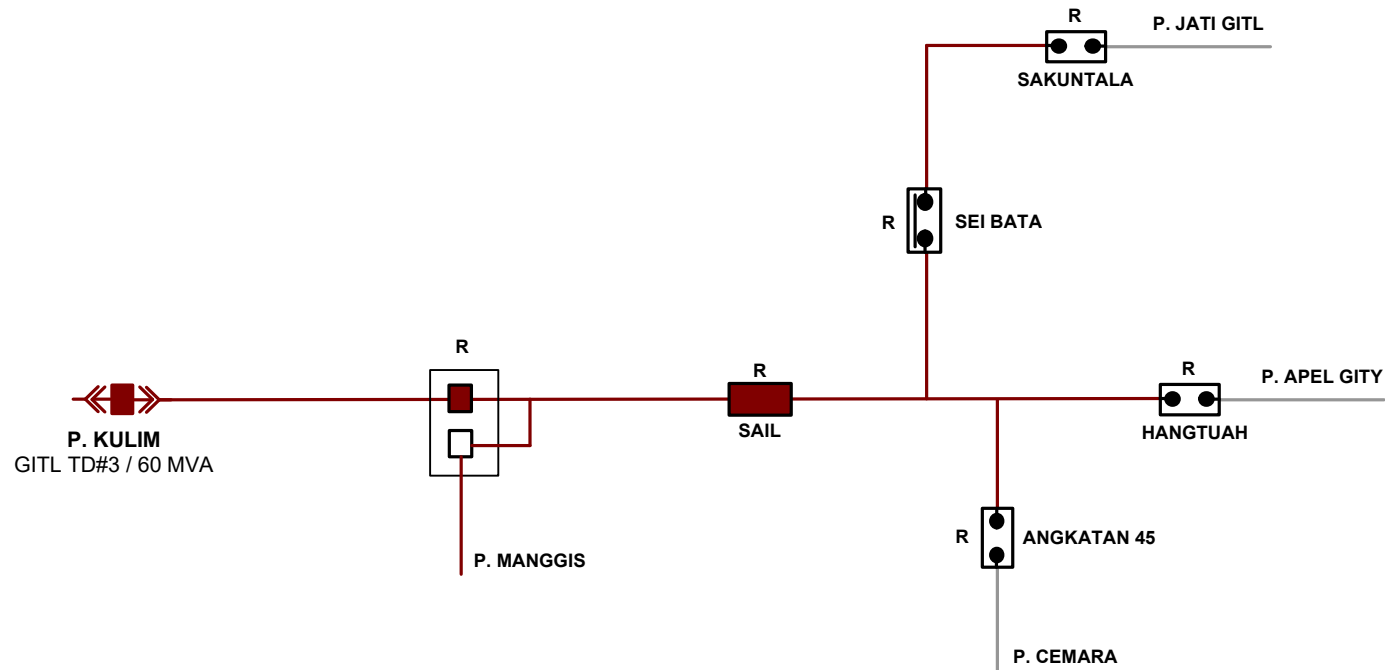 R
P. JATI GITL
SAKUNTALA
R
SEI BATA
R
R
R
P. APEL GITY
SAIL
HANGTUAH
P. KULIM
GITL TD#3 / 60 MVA
R
ANGKATAN 45
P. MANGGIS
P. CEMARA